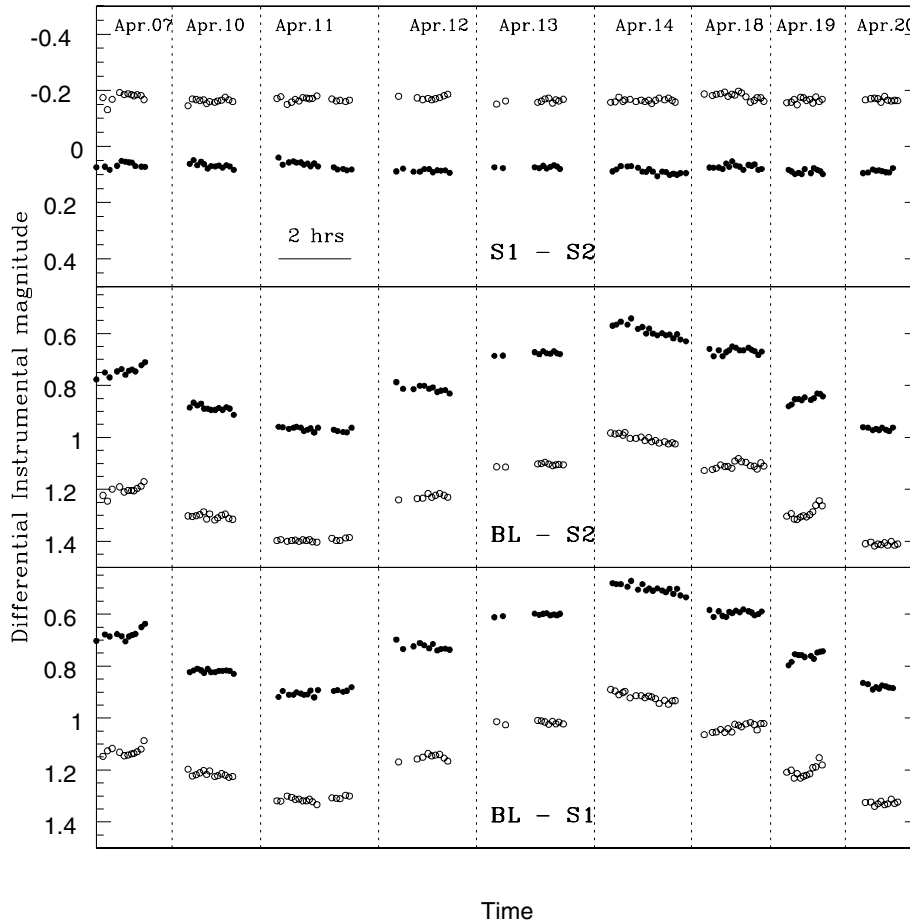 Apr.07 Apr.10 Apr.11 Apr.12 Apr.13 Apr.14 Apr.18 Apr.19 Apr.20
-0.4
-0.2
0
0.2
0.4
2 hrs
S1 - S2
0.6
0.8
1
1.2
1.4
BL - S2
0.6
0.8
1
1.2
1.4
BL - S1
Differential Instrumental magnitude
Time